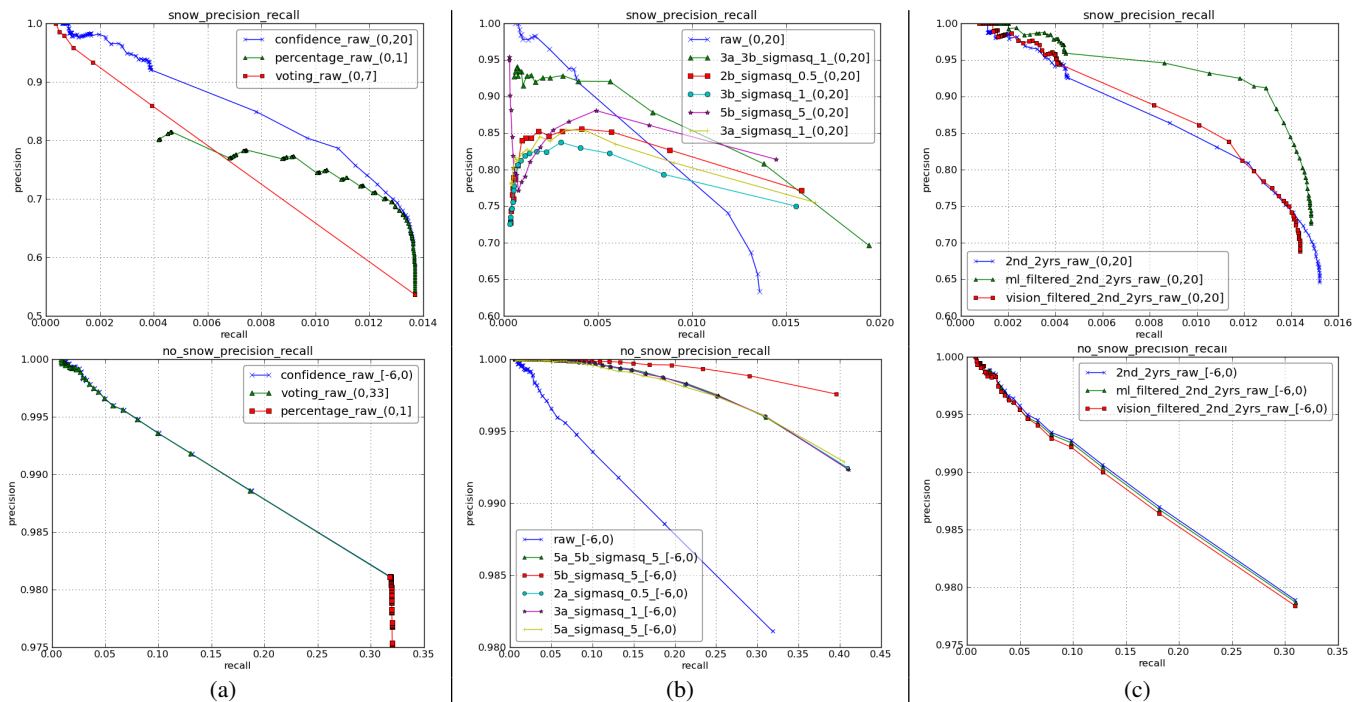 snow_precision_recall
1.0
0.9
0.8
0.7
0.6
0.5
precision
confidence_raw_(0,20]
percentage_raw_(0,1]
voting_raw_(0,7]
0.000
0.002
0.004
0.006
0.008
0.010
0.012
0.014
recall
no_snow_precision_recall
1.000
0.995
0.990
0.985
0.980
0.975
precision
confidence_raw_[-6,0)
voting_raw_(0,33]
percentage_raw_(0,1]
0.00
0.05
0.10
0.15
0.20
0.25
0.30
0.35
recall
(a)
snow_precision_recall
1.00
0.95
0.90
0.85
0.80
0.75
0.70
0.65
0.60
precision
raw_(0,20]
3a_3b_sigmasq_1_(0,20]
2b_sigmasq_0.5_(0,20]
3b_sigmasq_1_(0,20]
5b_sigmasq_5_(0,20]
3a_sigmasq_1_(0,20]
0.000
0.005
0.010
0.015
0.020
recall
no_snow_precision_recall
1.000
0.995
0.990
0.985
0.980
precision
raw_[-6,0)
5a_5b_sigmasq_5_[-6,0)
5b_sigmasq_5_[-6,0)
2a_sigmasq_0.5_[-6,0)
3a_sigmasq_1_[-6,0)
5a_sigmasq_5_[-6,0)
0.00
0.05
0.10
0.15
0.20
0.25
0.30
0.35
0.40
0.45
recall
(b)
snow_precision_recall
1.00
0.95
0.90
0.85
0.80
0.75
0.70
0.65
0.60
precision
2nd_2yrs_raw_(0,20]
ml_filtered_2nd_2yrs_raw_(0,20]
vision_filtered_2nd_2yrs_raw_(0,20]
0.000
0.002
0.004
0.006
0.008
0.010
0.012
0.014
0.016
recall
no_snow_precision_recall
1.000
0.995
0.990
0.985
0.980
0.975
precision
2nd_2yrs_raw_[-6,0)
ml_filtered_2nd_2yrs_raw_[-6,0)
vision_filtered_2nd_2yrs_raw_[-6,0)
0.00
0.05
0.10
0.15
0.20
0.25
0.30
0.35
recall
(c)